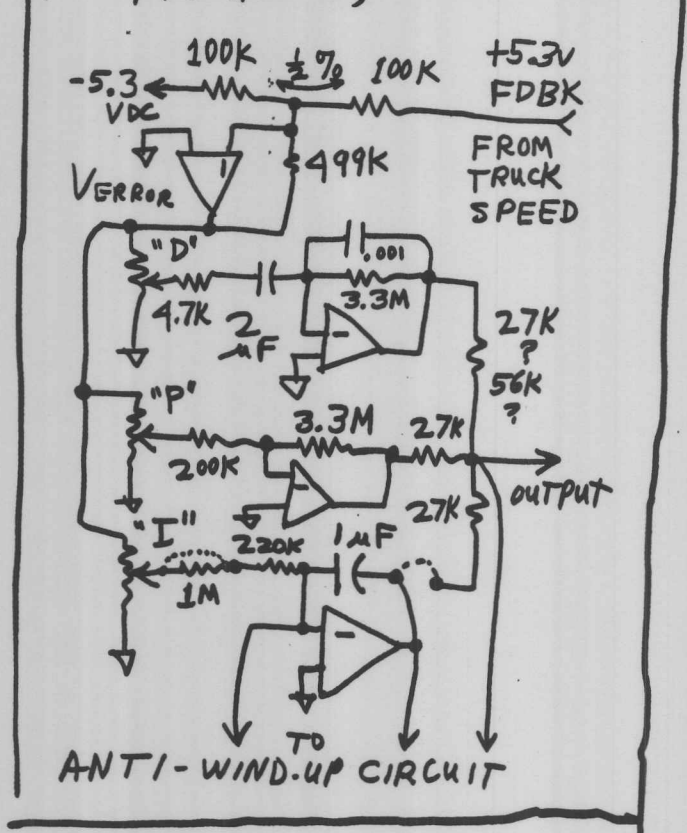 100K
½ %
100K
+5.3V
FDBK
-5.3
VDC
FROM
TRUCK
SPEED
499K
VERROR
"D"
.001
3.3M
4.7K
2
µF
-
27K
?
56K
?
"P"
3.3M
27K
200K
-
OUTPUT
27K
"I"
220K
1µF
1M
-
TO
ANTI-WIND-UP CIRCUIT